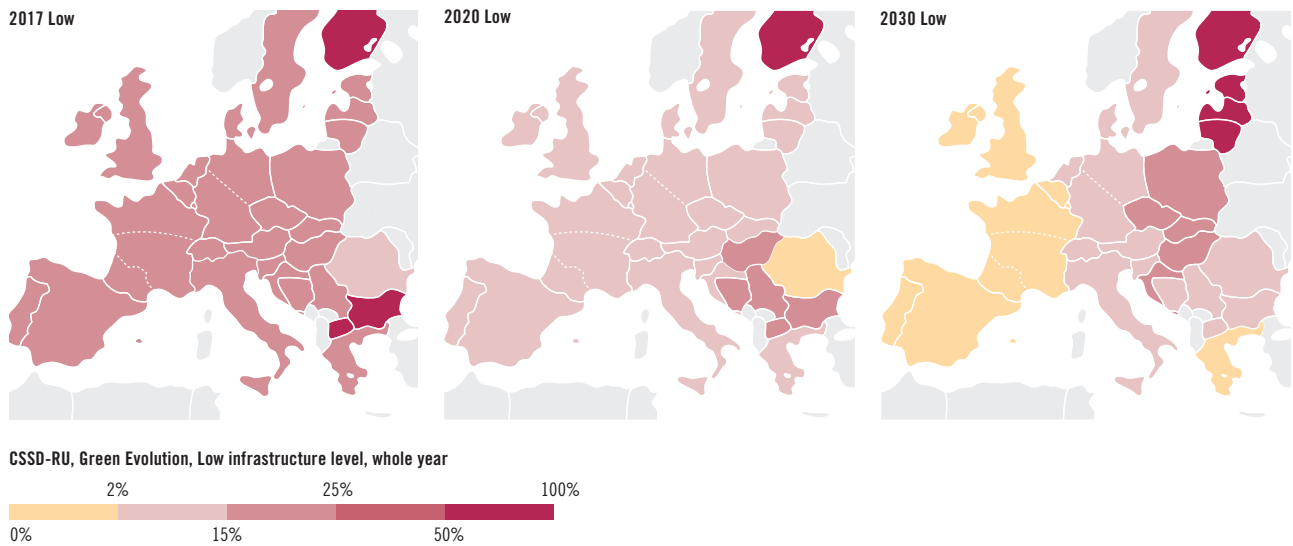 2017 Low
2020 Low
2030 Low
CSSD-RU, Green Evolution, Low infrastructure level, whole year
2% 25% 100%
0% 15% 50%